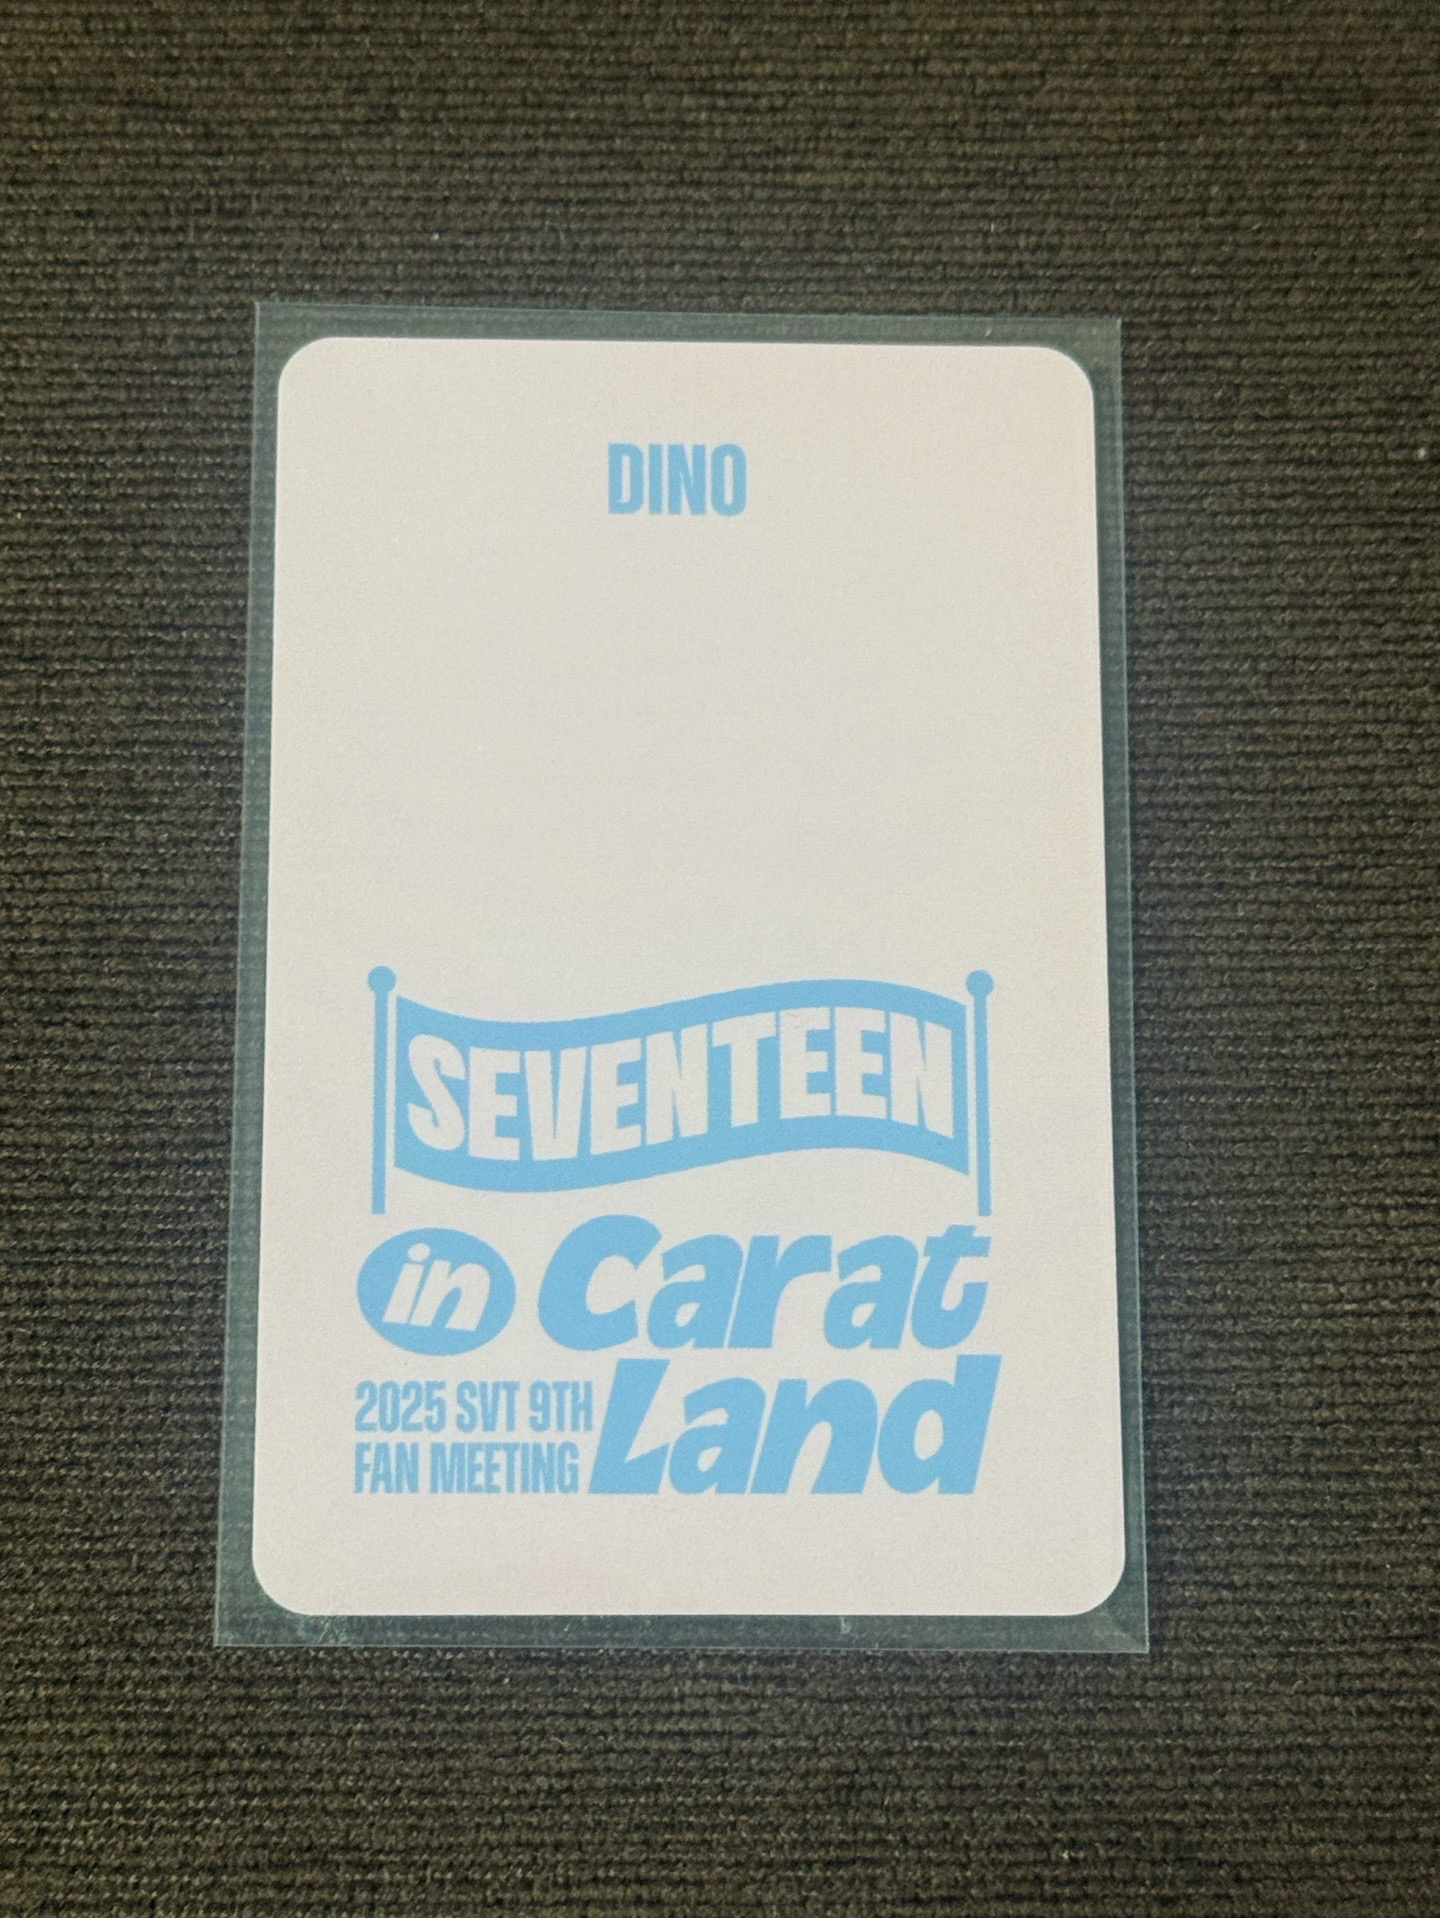 DINO
SEVENTEEN
in Carat
2025 SVT 9TH
FAN MEETING
Land